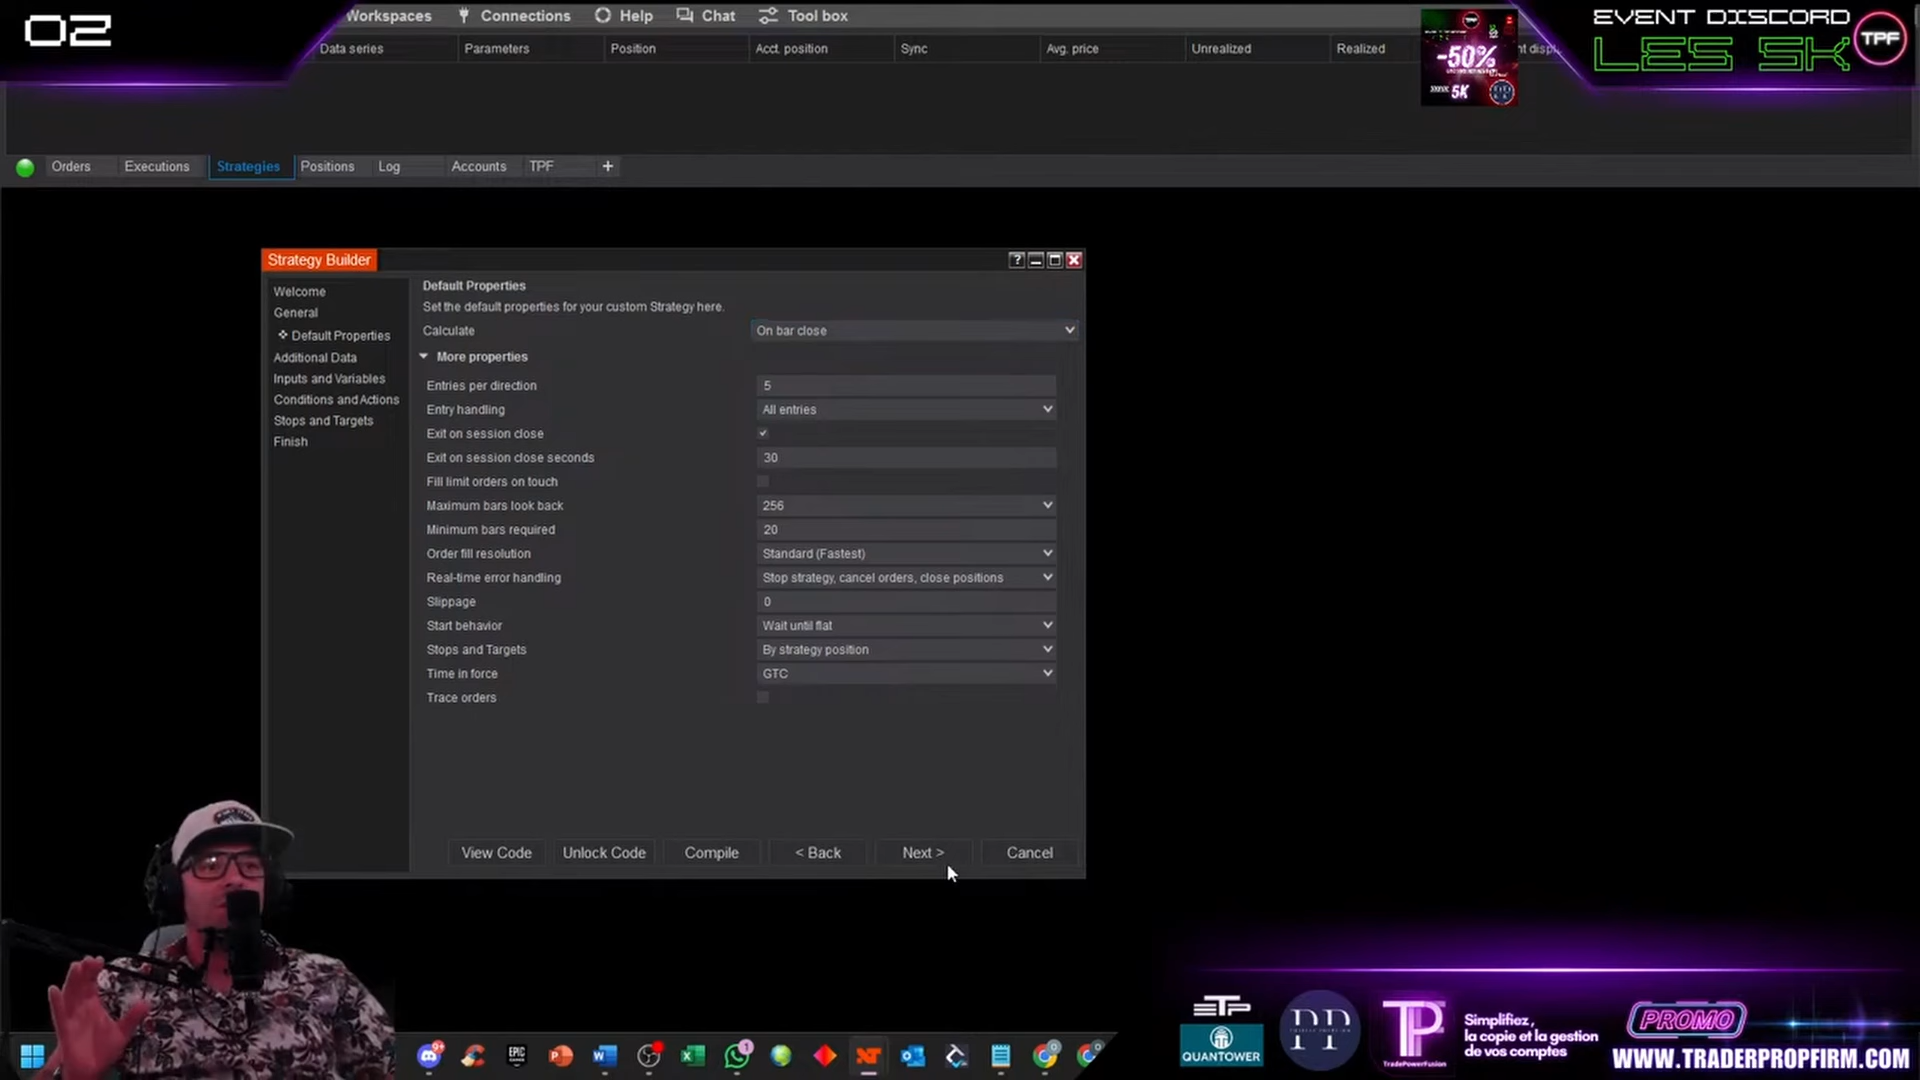 02
Workspaces
Connections
Help
Chat
Tool box
EVENT DISCORD
LES 5K
TPF
-50%
5K
Data series
Parameters
Position
Acct. position
Sync
Avg. price
Unrealized
Realized
Orders
Executions
Strategies
Positions
Log
Accounts
TPF
+
Strategy Builder
?
Welcome
General
Default Properties
Additional Data
Inputs and Variables
Conditions and Actions
Stops and Targets
Finish
Default Properties
Set the default properties for your custom Strategy here.
Calculate On bar close
More properties
Entries per direction 5
Entry handling All entries
Exit on session close
Exit on session close seconds 30
Fill limit orders on touch
Maximum bars look back 256
Minimum bars required 20
Order fill resolution Standard (Fastest)
Real-time error handling Stop strategy, cancel orders, close positions
Slippage 0
Start behavior Wait until flat
Stops and Targets By strategy position
Time in force GTC
Trace orders
View Code
Unlock Code
Compile
< Back
Next >
Cancel
QUANTOWER
TradePowerFusion
Simplifiez,
la copie et la gestion
de vos comptes
PROMO
WWW.TRADERPROPFIRM.COM
9+
EPIC
GAMES
1